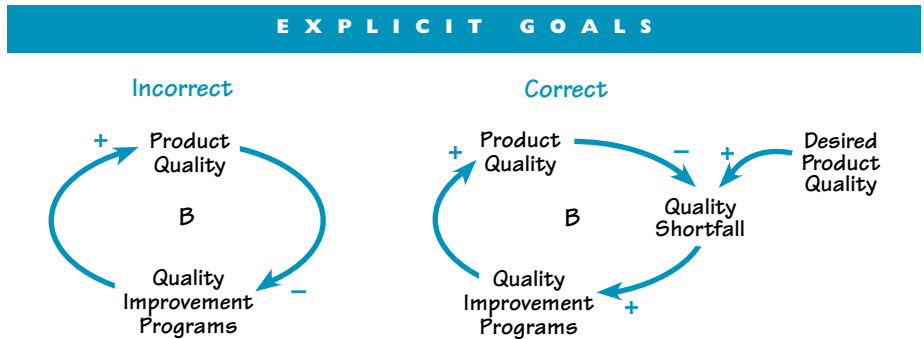 EXPLICIT GOALS
Incorrect
+
Product
Quality
B
Quality
Improvement
Programs
–
Correct
+
Product
Quality
–
+
Desired
Product
Quality
B
Quality
Shortfall
Quality
Improvement
Programs
+